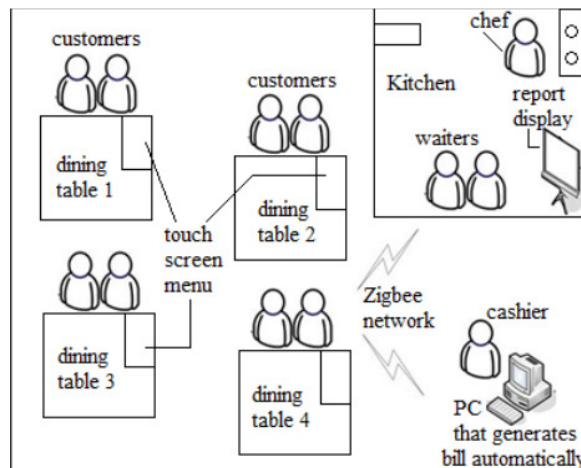 customers
dining
table 1
customers
dining
table 2
touch
screen
menu
dining
table 3
dining
table 4
chef
Kitchen
report
display
waiters
Zigbee
network
cashier
PC
that generates
bill automatically